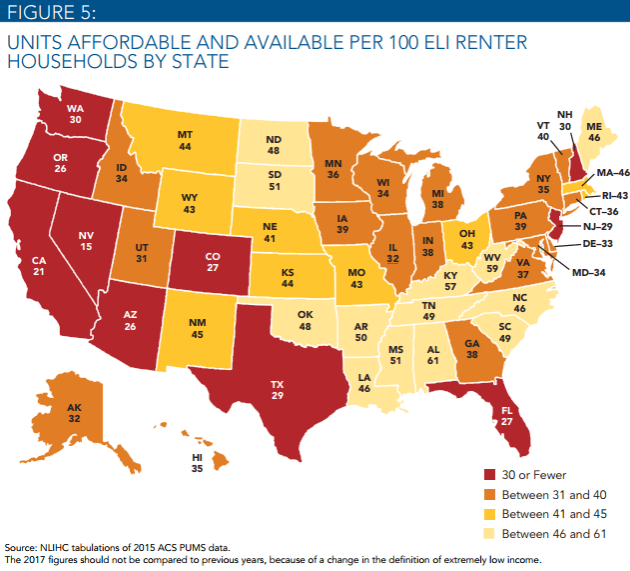 FIGURE 5:
UNITS AFFORDABLE AND AVAILABLE PER 100 ELI RENTER
HOUSEHOLDS BY STATE
WA
30
OR
26
CA
21
NV
15
ID
34
MT
44
WY
43
UT
31
AZ
26
CO
27
NM
45
ND
48
SD
51
NE
41
KS
44
OK
48
TX
29
MN
36
IA
39
MO
43
AR
50
LA
46
WI
34
IL
32
MI
38
IN
38
OH
43
KY
57
TN
49
MS
51
AL
61
GA
38
FL
27
SC
49
NC
46
VA
37
WV
59
PA
39
NY
35
VT
40
NH
30
ME
46
MA–46
RI–43
CT–36
NJ–29
DE–33
MD–34
AK
32
HI
35
30 or Fewer
Between 31 and 40
Between 41 and 45
Between 46 and 61
Source: NLIHC tabulations of 2015 ACS PUMS data.
The 2017 figures should not be compared to previous years, because of a change in the definition of extremely low income.